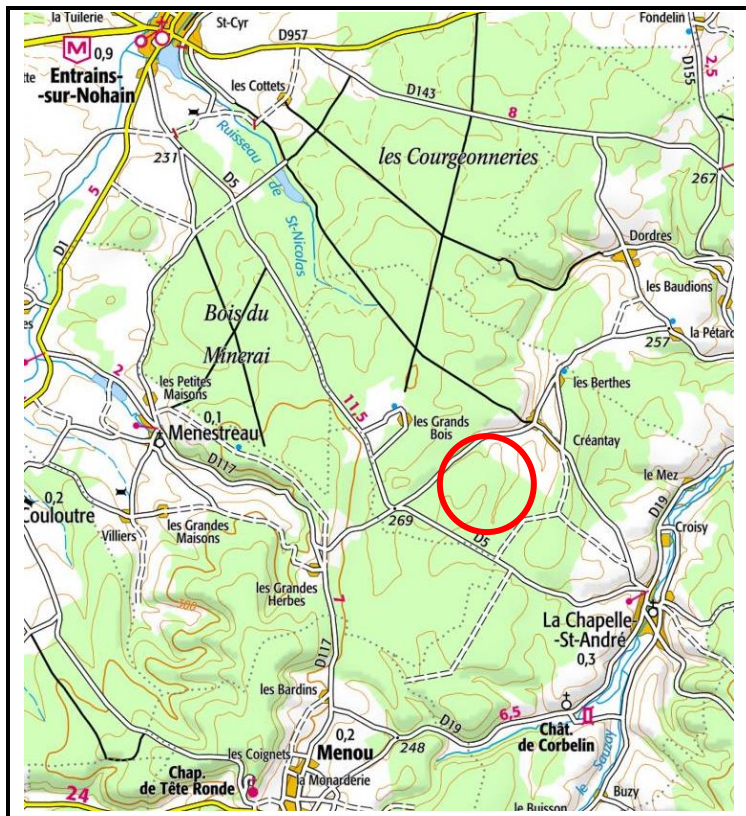 la Tuilerie
St-Cyr
Fondelin
D957
M
0,9
Entrains-
-sur-Nohain
les Cottets
D143
8
D155
2,5
Ruisseau de
St-Nicolas
les Courgeonneries
231
D5
267
5
D1
Dordres
les Baudions
Bois du
Minerai
257
la Pétar
2
les Petites
Maisons
0,1
Menestreau
11,5
les Berthes
les Grands
Bois
Créantay
D117
le Mez
D19
0,2
Couloutre
Villiers
les Grandes
Maisons
269
D5
Croisy
300
les Grandes
Herbes
7
La Chapelle-
-St-André
0,3
D117
les Bardins
D19
6,5
0,2
Menou
248
Chât.
de Corbelin
les Coignets
le Sauzay
Chap.
de Tête Ronde
la Monarderie
24
le Buisson
Buzy